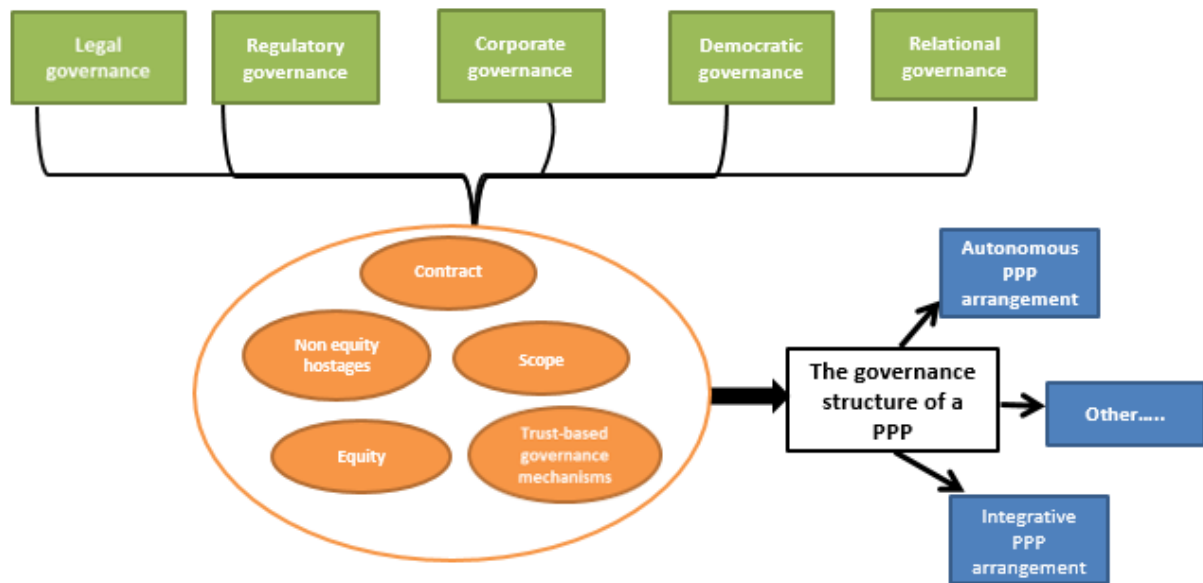 Legal
governance
Regulatory
governance
Corporate
governance
Democratic
governance
Relational
governance
Contract
Non equity
hostages
Scope
Equity
Trust-based
governance
mechanisms
The governance
structure of a
PPP
Autonomous
PPP
arrangement
Other.....
Integrative
PPP
arrangement